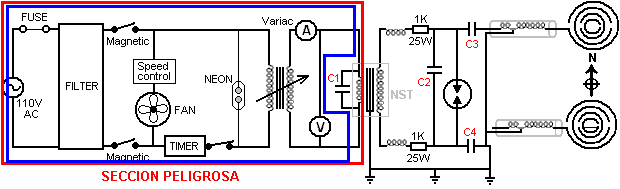 FUSE
Magnetic
Variac
A
1K
25W
C3
Speed
control
NEON
C1
NST
C2
N
110V
AC
FILTER
FAN
V
Magnetic
TIMER
1K
25W
C4
SECCION PELIGROSA